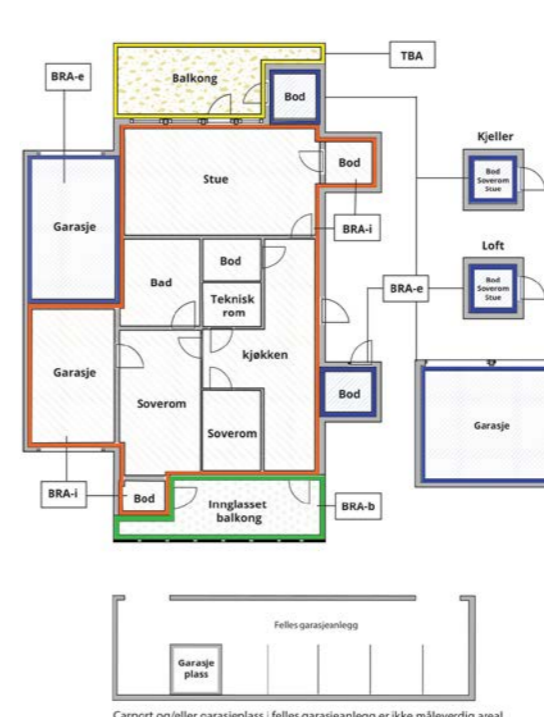 TBA
BRA-e
Balkong
Bod
Kjeller
Bod
Soverom
Stue
Stue
Bod
Garasje
BRA-i
Loft
Bad
Bod
BRA-e
Bod
Soverom
Stue
Teknisk
rom
kjøkken
Garasje
Soverom
Bod
Garasje
Soverom
BRA-i
Bod
Innglasset
balkong
BRA-b
Felles garasjeanlegg
Garasje
plass
Carport og/eller garasjeplass i felles garasjeanlegg er ikke måleverdig areal